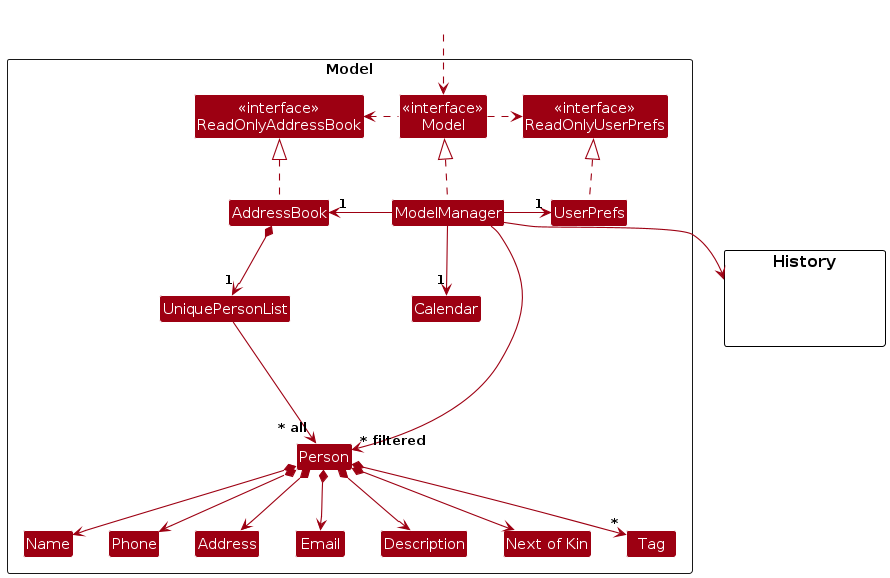 Model
«interface»
ReadOnlyAddressBook
«interface»
Model
«interface»
ReadOnlyUserPrefs
AddressBook
1
ModelManager
1
UserPrefs
History
1
UniquePersonList
1
Calendar
* all
* filtered
Person
*
Name
Phone
Address
Email
Description
Next of Kin
Tag